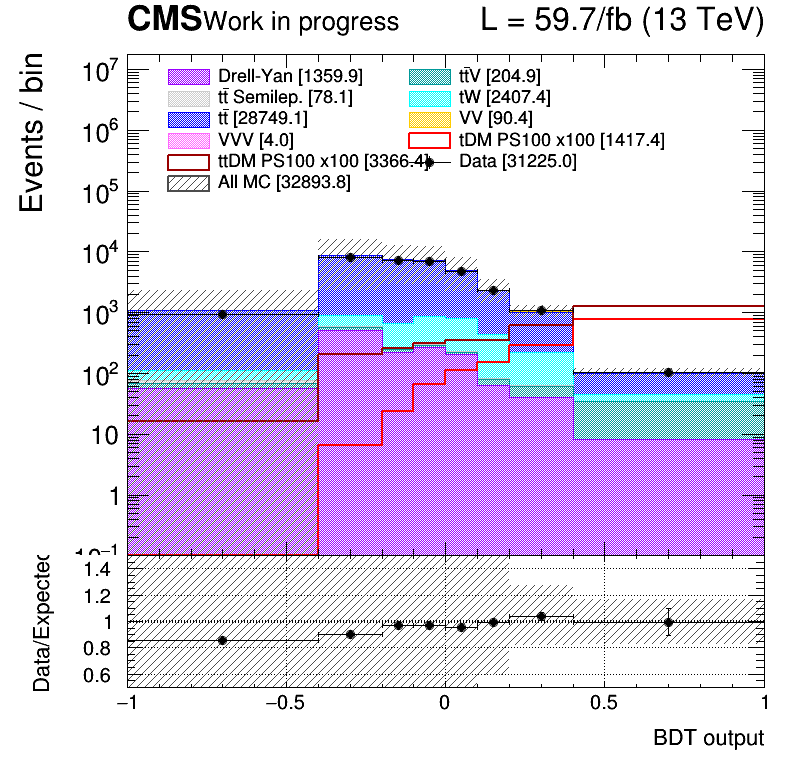 CMS Work in progress L = 59.7/fb (13 TeV)
Events / bin
Drell-Yan [1359.9] tt̄V [204.9]
tt̄ Semilep. [78.1] tW [2407.4]
tt̄ [28749.1] VV [90.4]
VVV [4.0] tDM PS100 x100 [1417.4]
ttDM PS100 x100 [3366.4] Data [31225.0]
All MC [32893.8]
10⁷
10⁶
10⁵
10⁴
10³
10²
10
1
10⁻¹
Data/Expected
1.4
1.2
1
0.8
0.6
−1 −0.5 0 0.5 1
BDT output